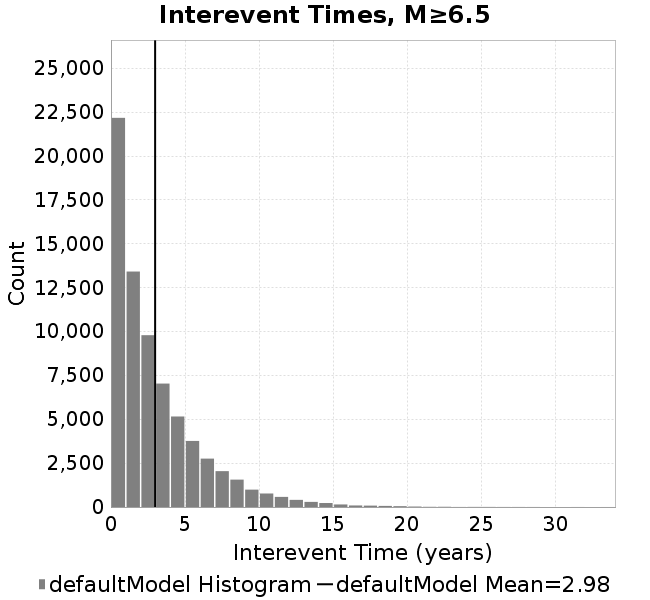 Interevent Times, M≥6.5
25,000
22,500
20,000
17,500
15,000
12,500
10,000
7,500
5,000
2,500
0
Count
0 5 10 15 20 25 30
Interevent Time (years)
defaultModel Histogram defaultModel Mean=2.98